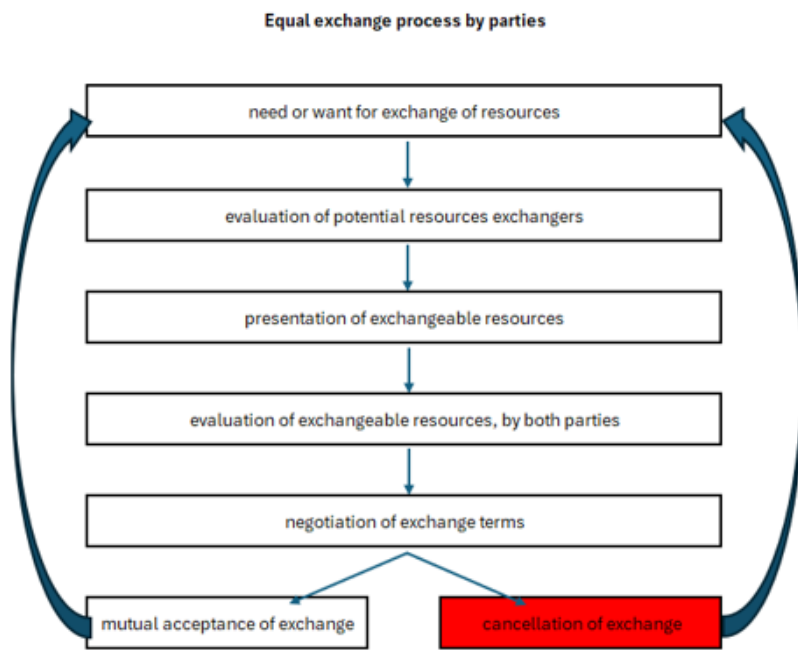 Equal exchange process by parties
need or want for exchange of resources
evaluation of potential resources exchangers
presentation of exchangeable resources
evaluation of exchangeable resources, by both parties
negotiation of exchange terms
mutual acceptance of exchange
cancellation of exchange